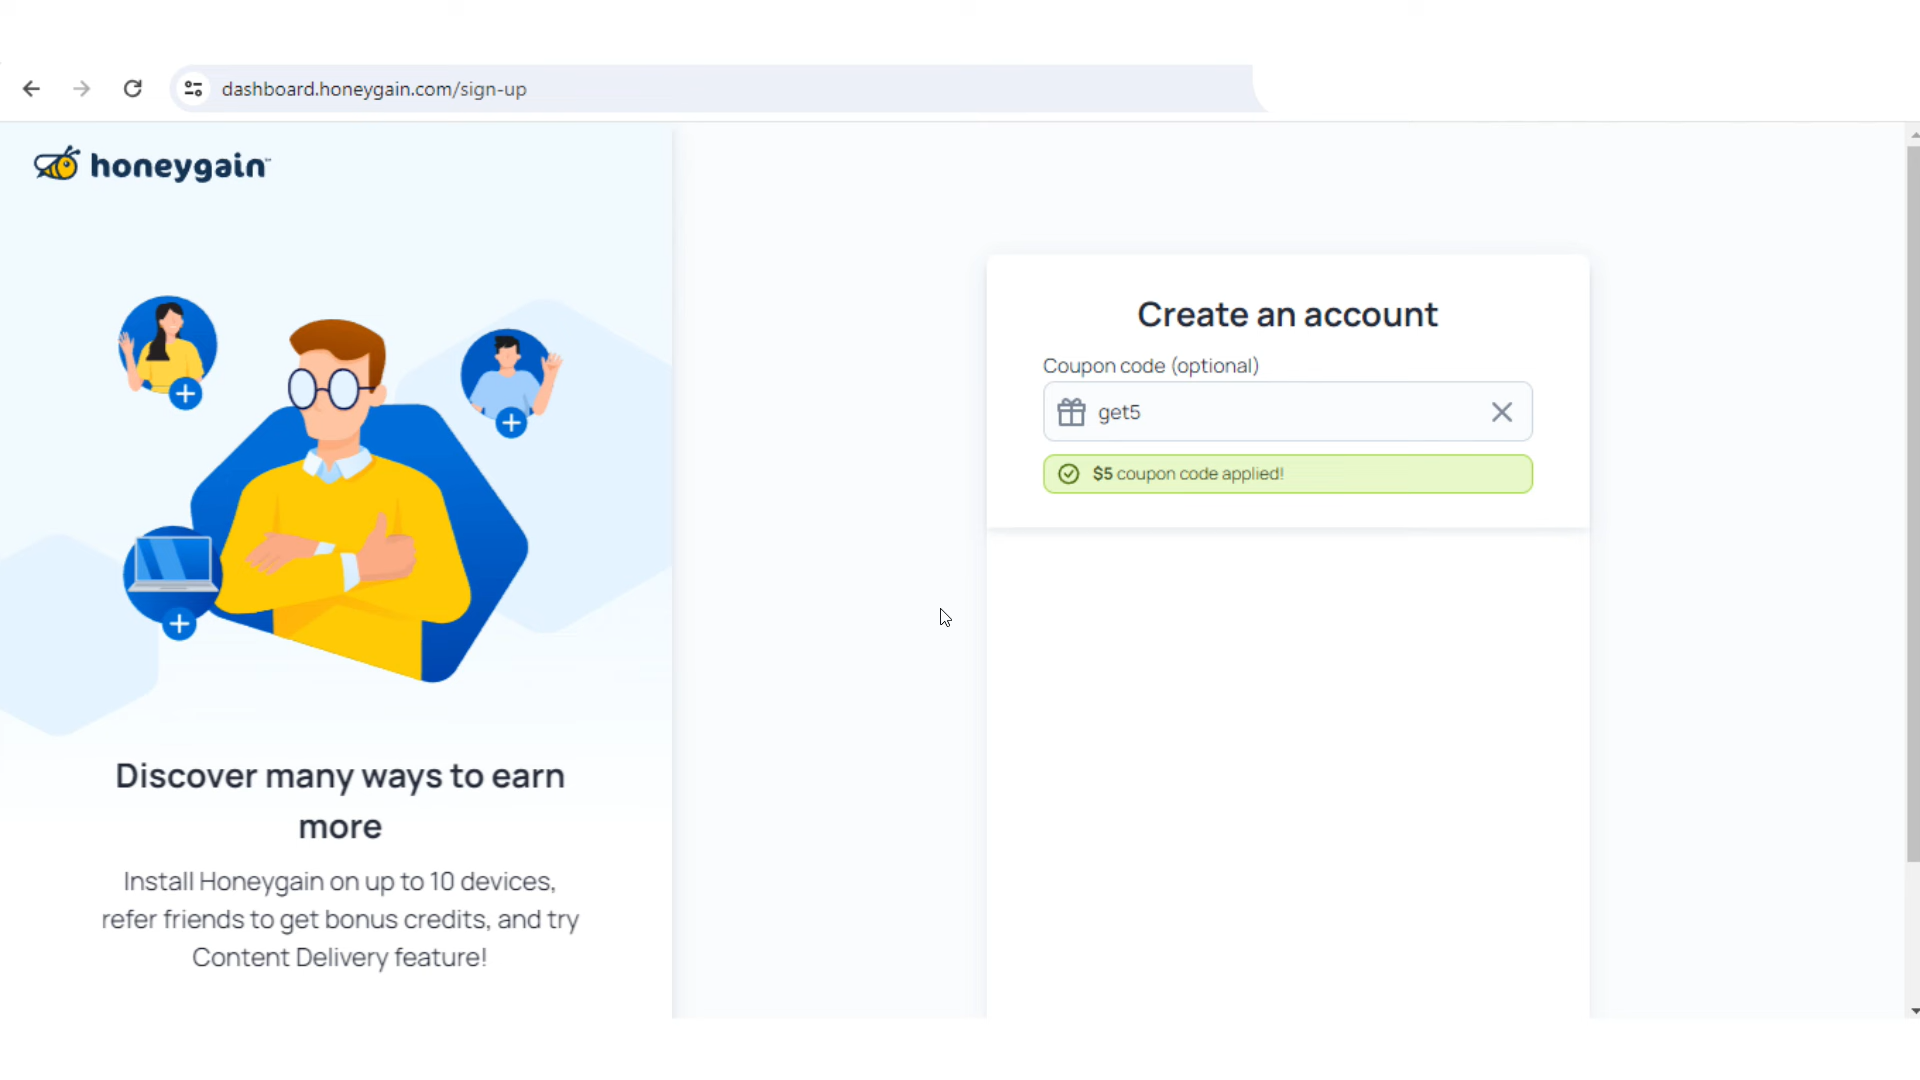 dashboard.honeygain.com/sign-up
honeygain
Create an account
Coupon code (optional)
get5
$5 coupon code applied!
Discover many ways to earn
more
Install Honeygain on up to 10 devices,
refer friends to get bonus credits, and try
Content Delivery feature!